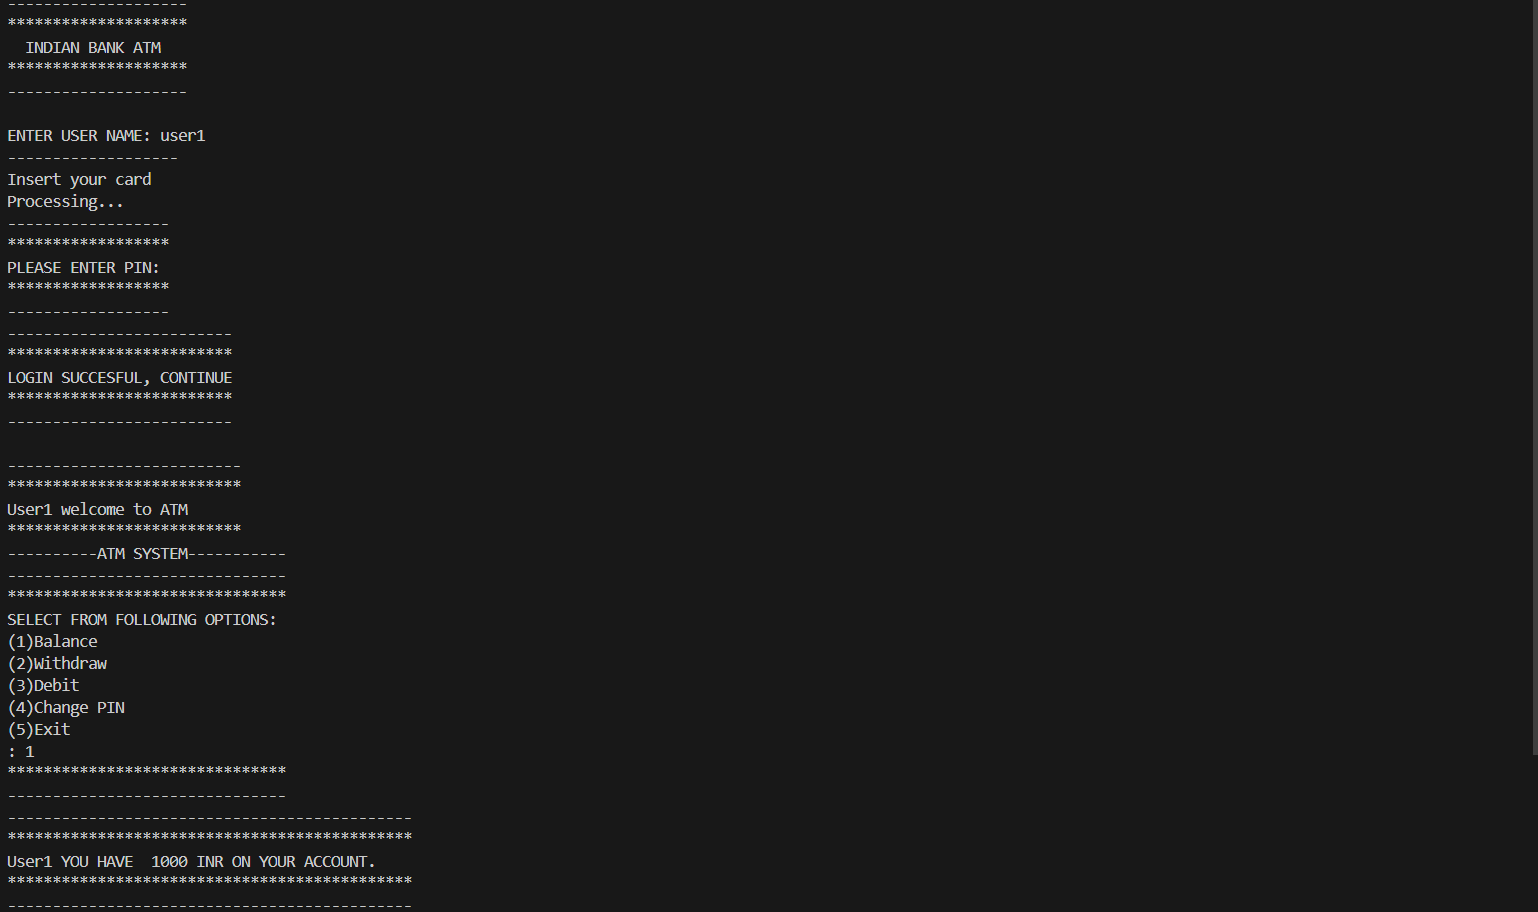 --------------------
********************
  INDIAN BANK ATM
********************
--------------------
ENTER USER NAME: user1
-------------------
Insert your card
Processing...
------------------
******************
PLEASE ENTER PIN:
******************
------------------
-------------------------
*************************
LOGIN SUCCESFUL, CONTINUE
*************************
-------------------------
--------------------------
**************************
User1 welcome to ATM
**************************
----------ATM SYSTEM-----------
-------------------------------
*******************************
SELECT FROM FOLLOWING OPTIONS:
(1)Balance
(2)Withdraw
(3)Debit
(4)Change PIN
(5)Exit
: 1
*******************************
-------------------------------
---------------------------------------------
*********************************************
User1 YOU HAVE  1000 INR ON YOUR ACCOUNT.
*********************************************
---------------------------------------------